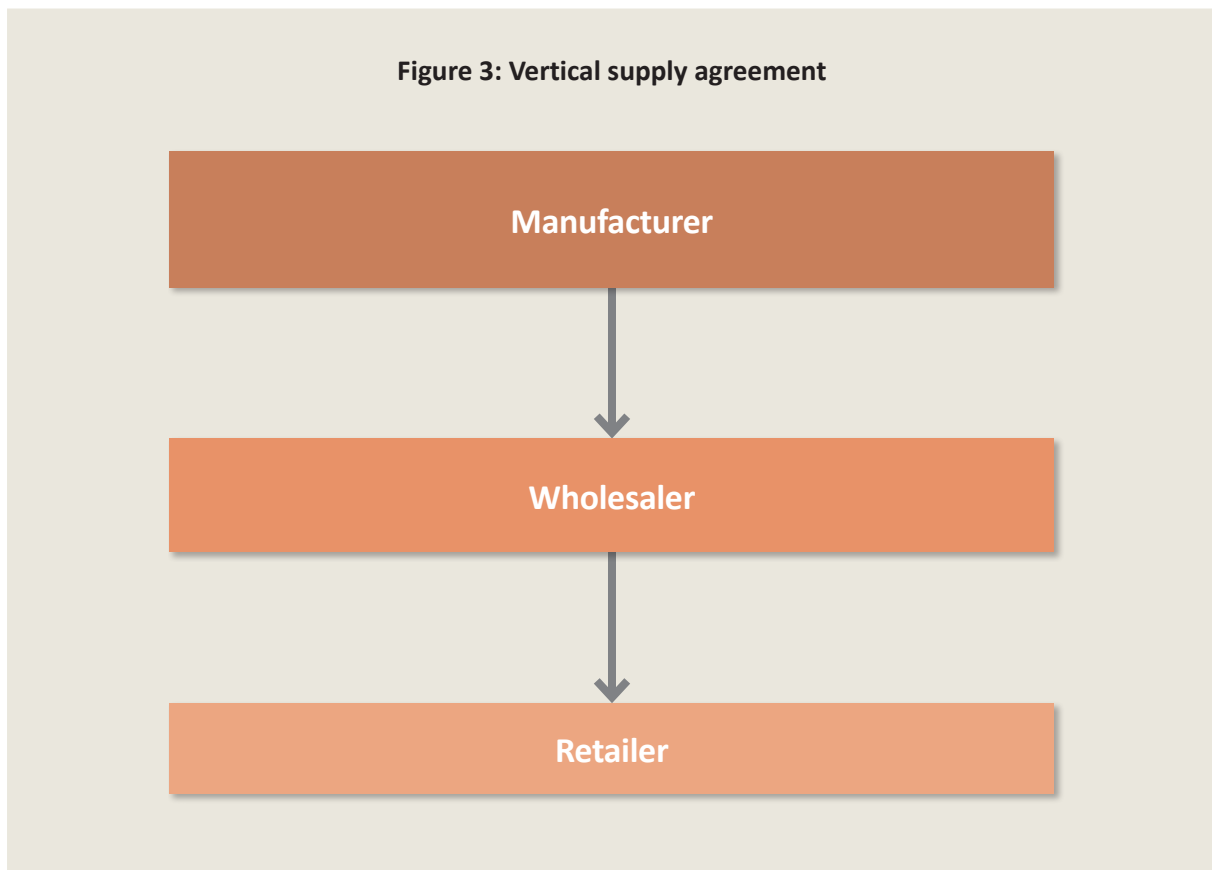 Figure 3: Vertical supply agreement
Manufacturer
Wholesaler
Retailer